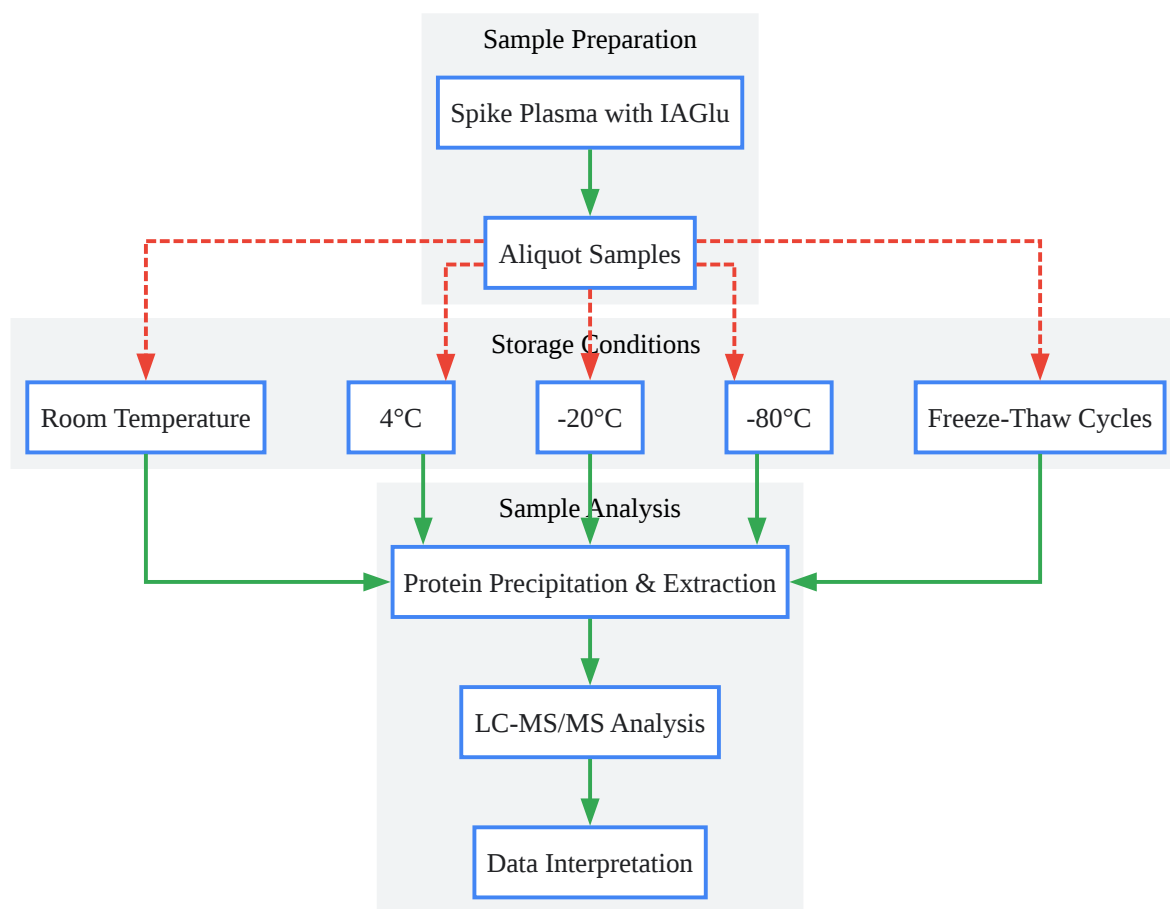 Sample Preparation
Spike Plasma with IAGlu
Aliquot Samples
Storage Conditions
Room Temperature
4°C
-20°C
-80°C
Freeze-Thaw Cycles
Sample Analysis
Protein Precipitation & Extraction
LC-MS/MS Analysis
Data Interpretation